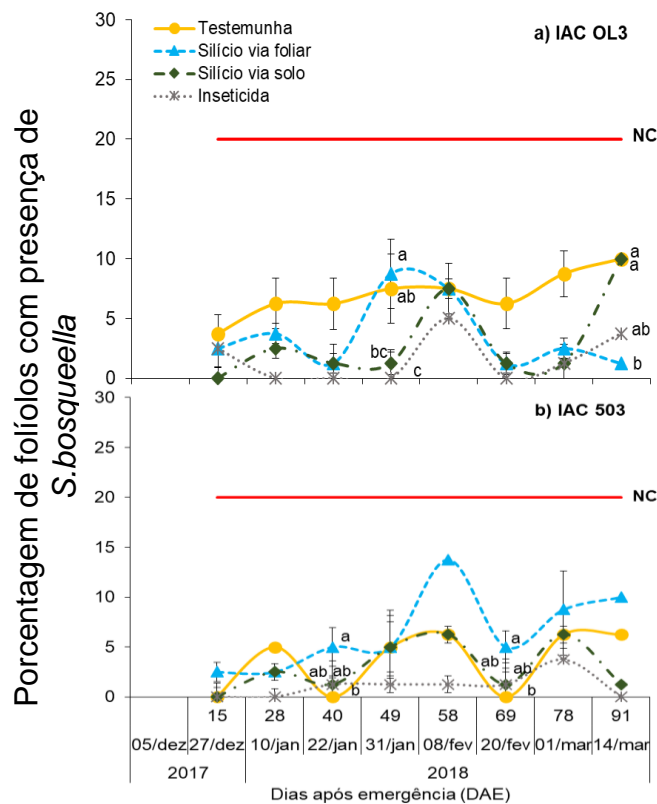 Porcentagem de folíolos com presença de
S.bosqueella
30
25
20
15
10
5
0
Testemunha
Silício via foliar
Silício via solo
Inseticida
a) IAC OL3
NC
a
ab
bc
c
a
a
ab
b
30
25
20
15
10
5
0
b) IAC 503
NC
a
ab ab
b
a
ab ab
b
15 28 40 49 58 69 78 91
05/dez 27/dez 10/jan 22/jan 31/jan 08/fev 20/fev 01/mar 14/mar
2017 2018
Dias após emergência (DAE)